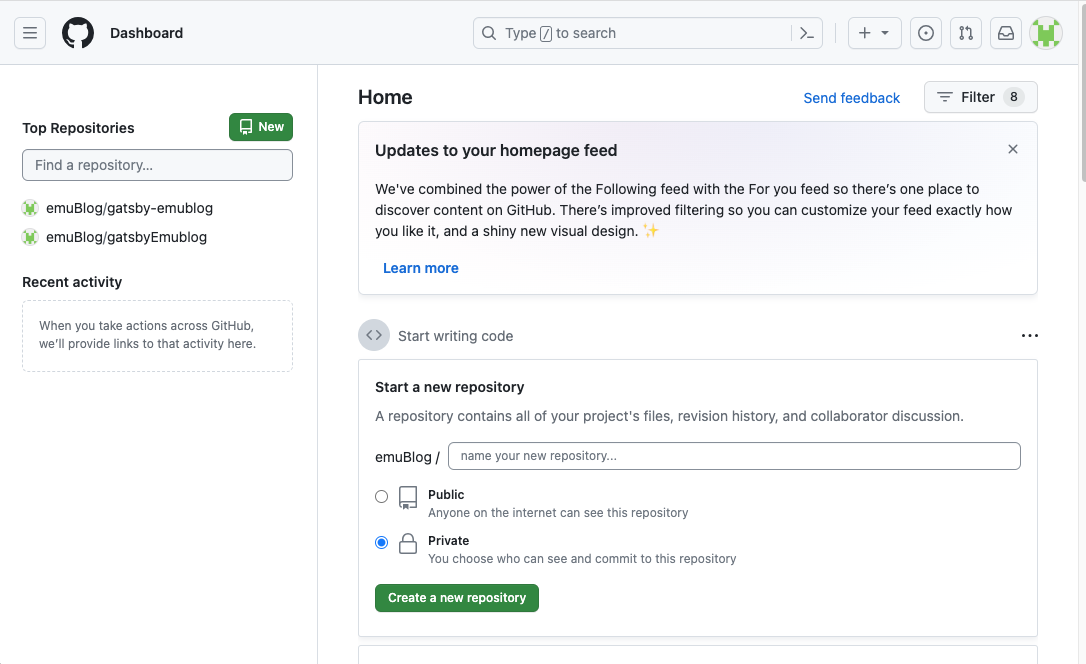 Dashboard
Type / to search
Home
Send feedback
Filter 8
Top Repositories
New
Find a repository...
emuBlog/gatsby-emublog
emuBlog/gatsbyEmublog
Recent activity
When you take actions across GitHub,
we'll provide links to that activity here.
Updates to your homepage feed
We've combined the power of the Following feed with the For you feed so there's one place to
discover content on GitHub. There's improved filtering so you can customize your feed exactly how
you like it, and a shiny new visual design. ✨
Learn more
Start writing code
Start a new repository
A repository contains all of your project's files, revision history, and collaborator discussion.
emuBlog / name your new repository...
Public
Anyone on the internet can see this repository
Private
You choose who can see and commit to this repository
Create a new repository